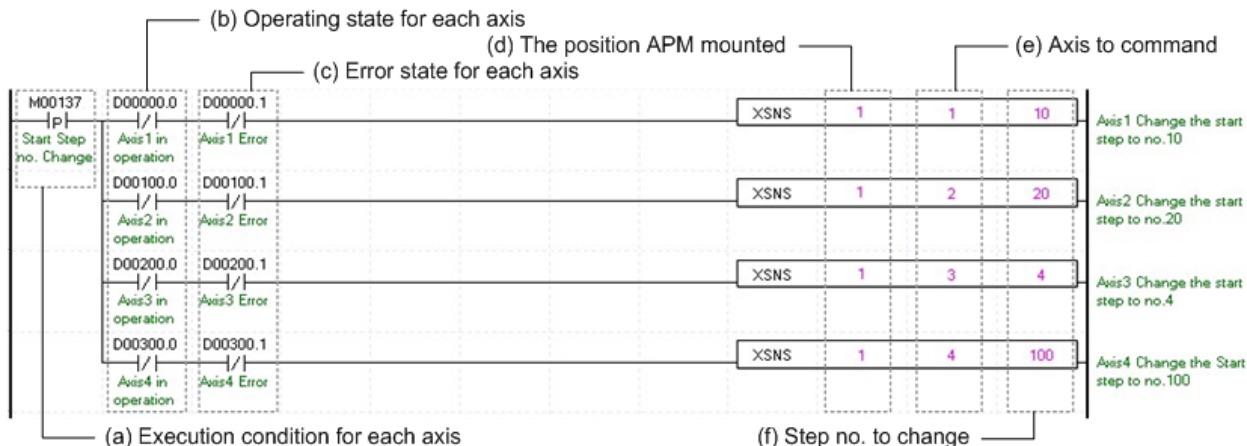 (b) Operating state for each axis
(d) The position APM mounted
(e) Axis to command
(c) Error state for each axis
M00137
D00000.0
D00000.1
P
XSNS 1 1 10
Start Step
no. Change
Axis1 in
operation
Axis1 Error
Axis1 Change the start
step to no.10
D00100.0
D00100.1
XSNS 1 2 20
Axis2 in
operation
Axis2 Error
Axis2 Change the start
step to no.20
D00200.0
D00200.1
XSNS 1 3 4
Axis3 in
operation
Axis3 Error
Axis3 Change the start
step to no.4
D00300.0
D00300.1
XSNS 1 4 100
Axis4 in
operation
Axis4 Error
Axis4 Change the Start
step to no.100
(a) Execution condition for each axis
(f) Step no. to change